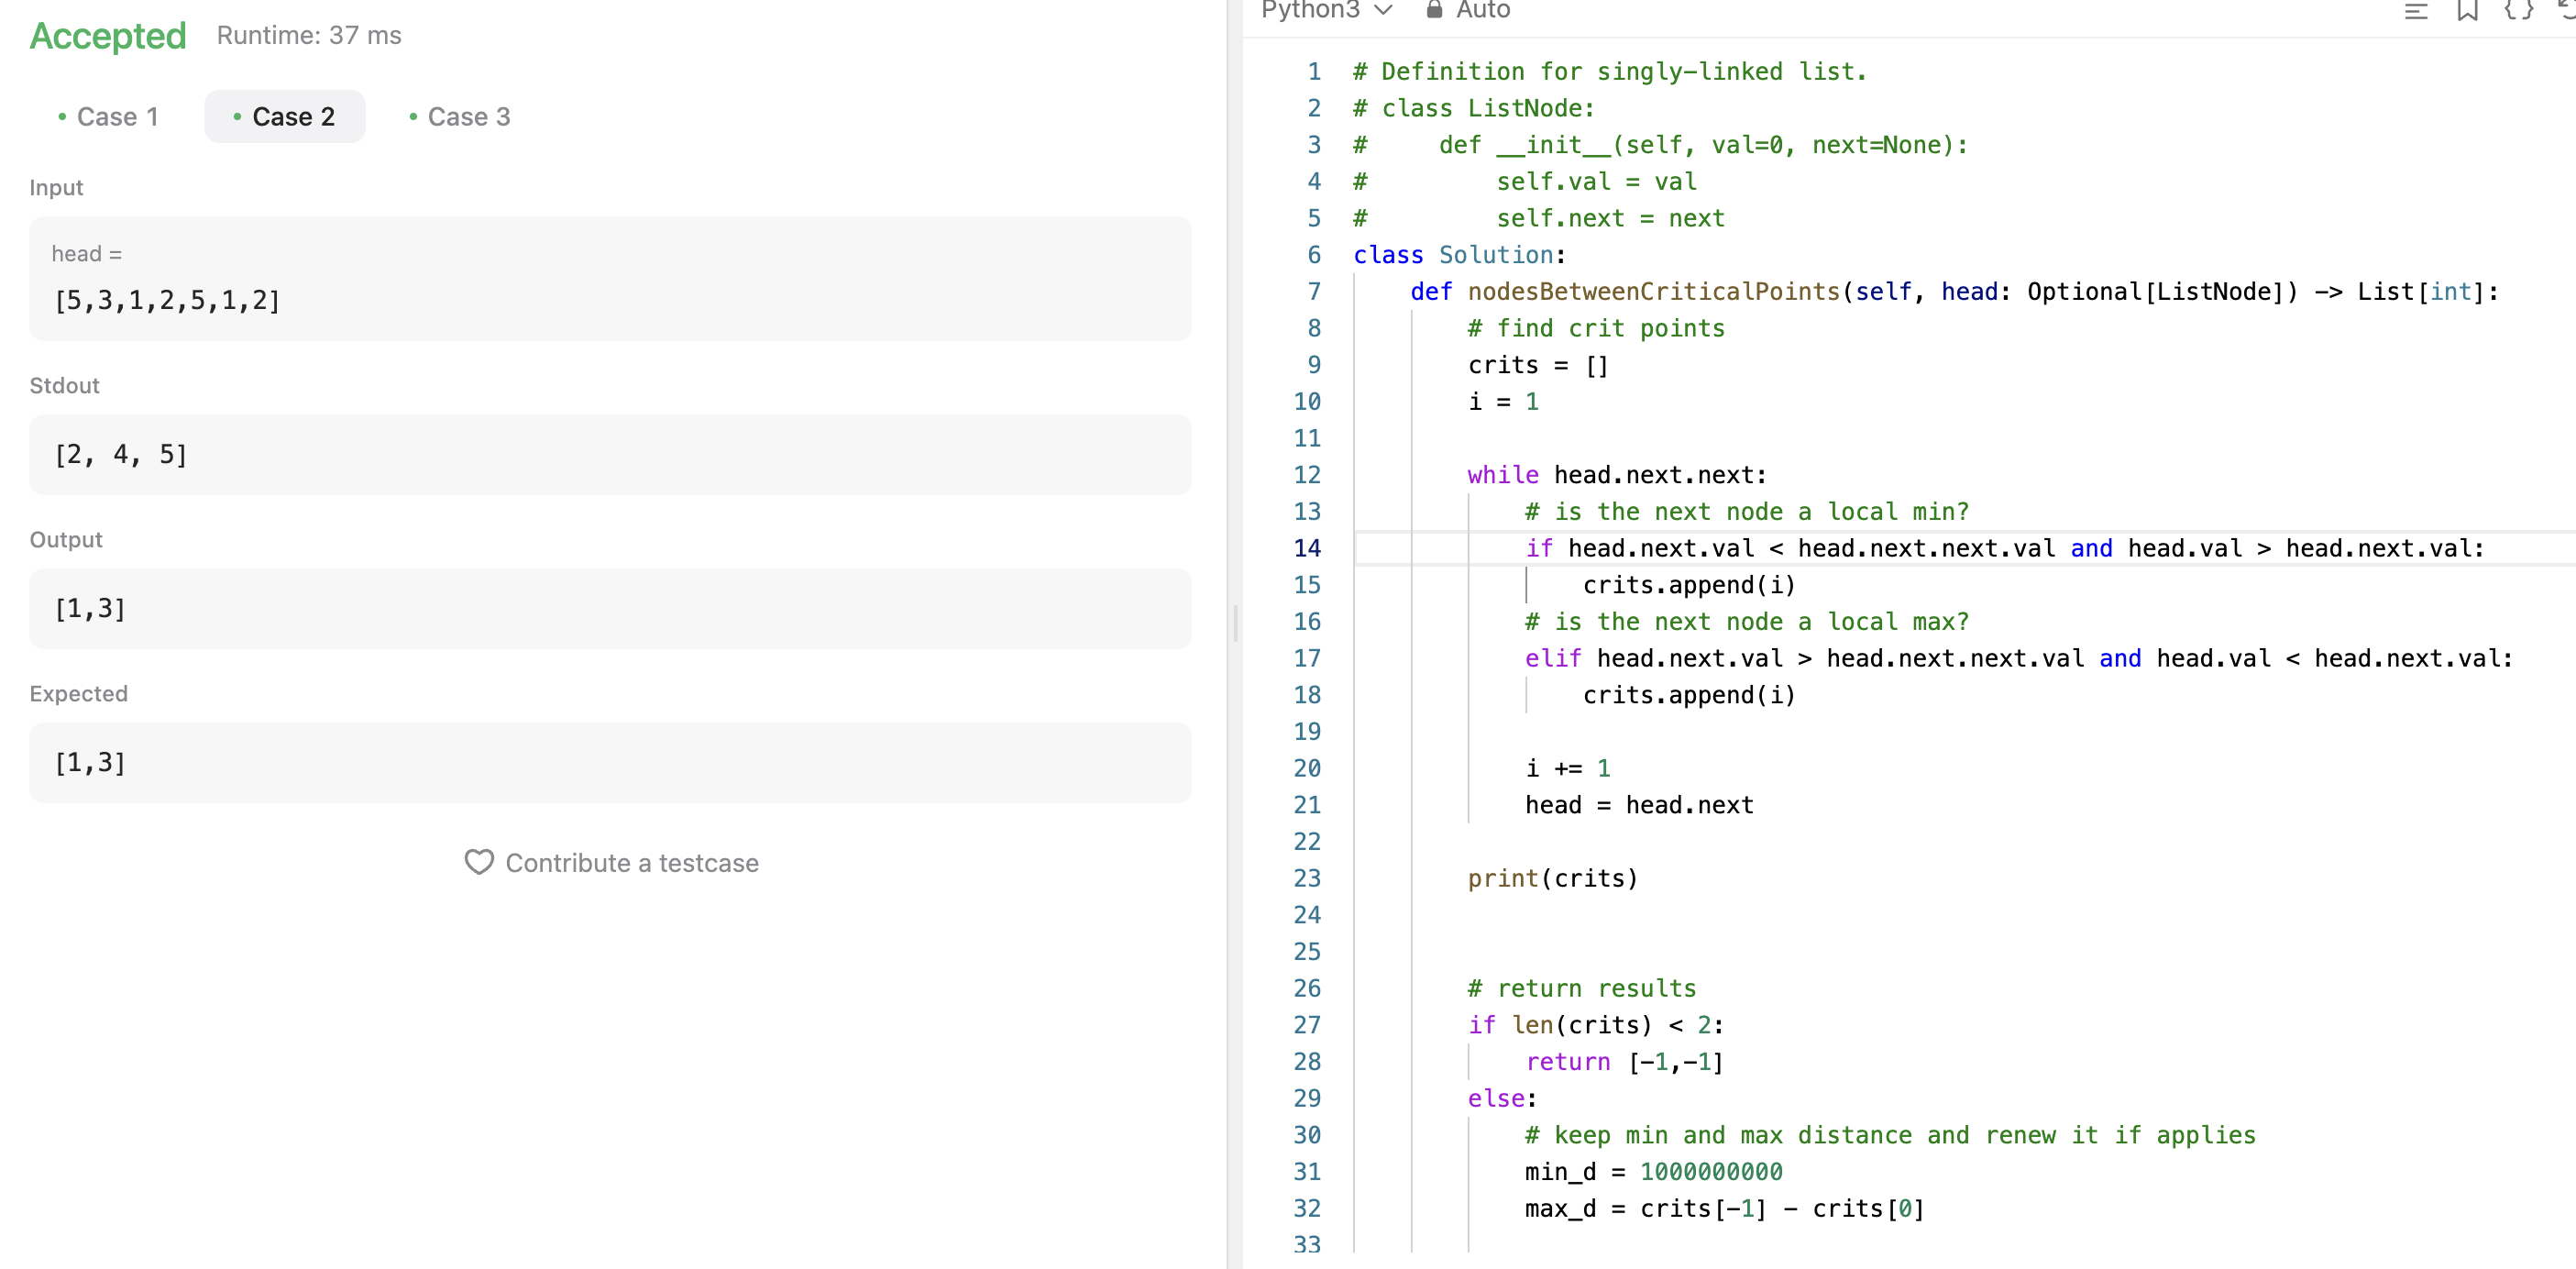 Accepted Runtime: 37 ms
• Case 1 • Case 2 • Case 3
Input
head =
[5,3,1,2,5,1,2]
Stdout
[2, 4, 5]
Output
[1,3]
Expected
[1,3]
Contribute a testcase
Python3 Auto
1 # Definition for singly-linked list.
2 # class ListNode:
3 #     def __init__(self, val=0, next=None):
4 #         self.val = val
5 #         self.next = next
6 class Solution:
7     def nodesBetweenCriticalPoints(self, head: Optional[ListNode]) -> List[int]:
8         # find crit points
9         crits = []
10         i = 1
11
12         while head.next.next:
13             # is the next node a local min?
14             if head.next.val < head.next.next.val and head.val > head.next.val:
15                 crits.append(i)
16             # is the next node a local max?
17             elif head.next.val > head.next.next.val and head.val < head.next.val:
18                 crits.append(i)
19
20             i += 1
21             head = head.next
22
23         print(crits)
24
25
26         # return results
27         if len(crits) < 2:
28             return [-1,-1]
29         else:
30             # keep min and max distance and renew it if applies
31             min_d = 1000000000
32             max_d = crits[-1] - crits[0]
33